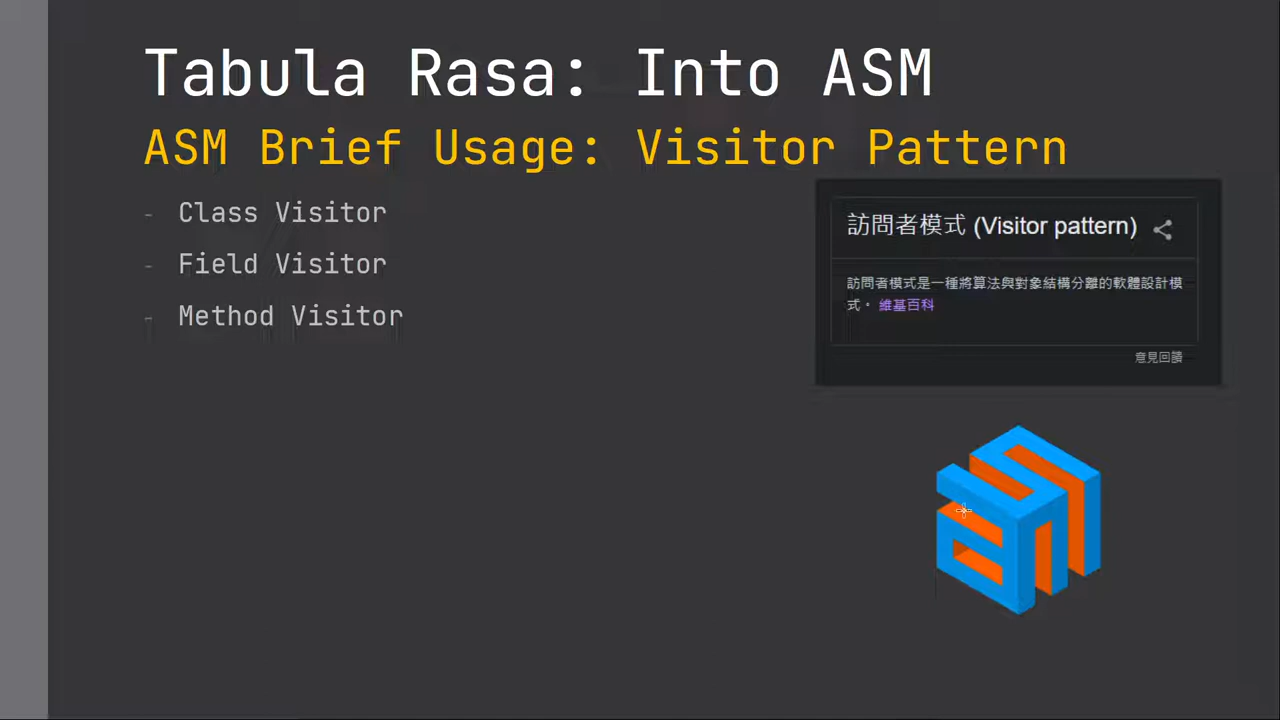 Tabula Rasa: Into ASM
ASM Brief Usage: Visitor Pattern
- Class Visitor
- Field Visitor
- Method Visitor
訪問者模式 (Visitor pattern)
訪問者模式是一種將算法與對象結構分離的軟體設計模
式。 維基百科
意見回饋
asm